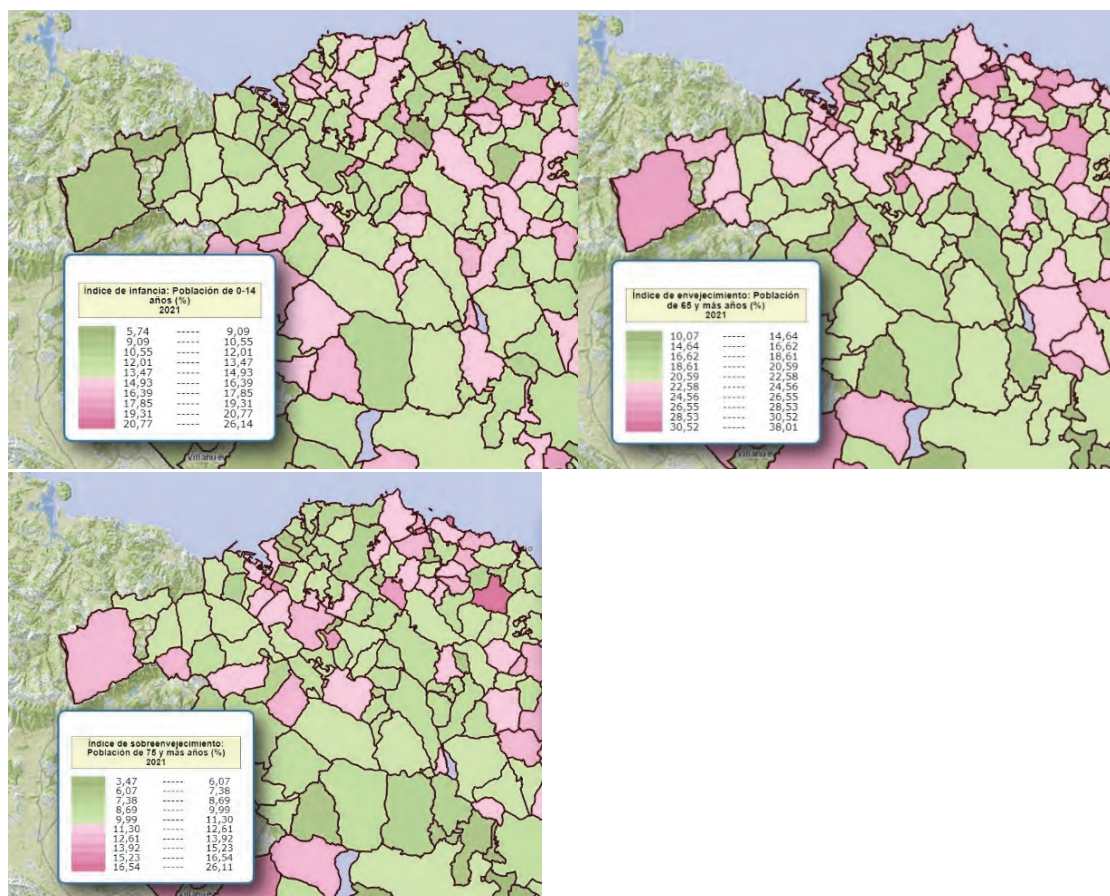 Índice de infancia: Población de 0-14
años (%)
2021
5,74 ----- 9,09
9,09 ----- 10,55
10,55 ----- 12,01
12,01 ----- 13,47
13,47 ----- 14,93
14,93 ----- 16,39
16,39 ----- 17,85
17,85 ----- 19,31
19,31 ----- 20,77
20,77 ----- 26,14
Villanue
Índice de envejecimiento: Población
de 65 y más años (%)
2021
10,07 ----- 14,64
14,64 ----- 16,62
16,62 ----- 18,61
18,61 ----- 20,59
20,59 ----- 22,58
22,58 ----- 24,56
24,56 ----- 26,55
26,55 ----- 28,53
28,53 ----- 30,52
30,52 ----- 38,01
Índice de sobreenvejecimiento:
Población de 75 y más años (%)
2021
3,47 ----- 6,07
6,07 ----- 7,38
7,38 ----- 8,69
8,69 ----- 9,99
9,99 ----- 11,30
11,30 ----- 12,61
12,61 ----- 13,92
13,92 ----- 15,23
15,23 ----- 16,54
16,54 ----- 26,11